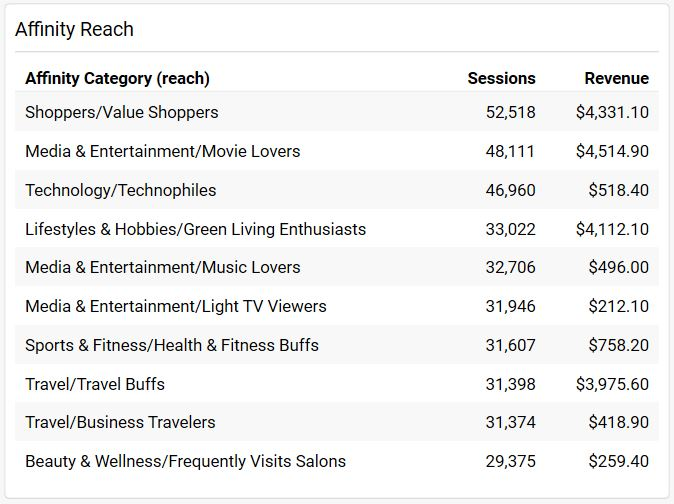 Affinity Reach
Affinity Category (reach) Sessions Revenue
Shoppers/Value Shoppers 52,518 $4,331.10
Media & Entertainment/Movie Lovers 48,111 $4,514.90
Technology/Technophiles 46,960 $518.40
Lifestyles & Hobbies/Green Living Enthusiasts 33,022 $4,112.10
Media & Entertainment/Music Lovers 32,706 $496.00
Media & Entertainment/Light TV Viewers 31,946 $212.10
Sports & Fitness/Health & Fitness Buffs 31,607 $758.20
Travel/Travel Buffs 31,398 $3,975.60
Travel/Business Travelers 31,374 $418.90
Beauty & Wellness/Frequently Visits Salons 29,375 $259.40